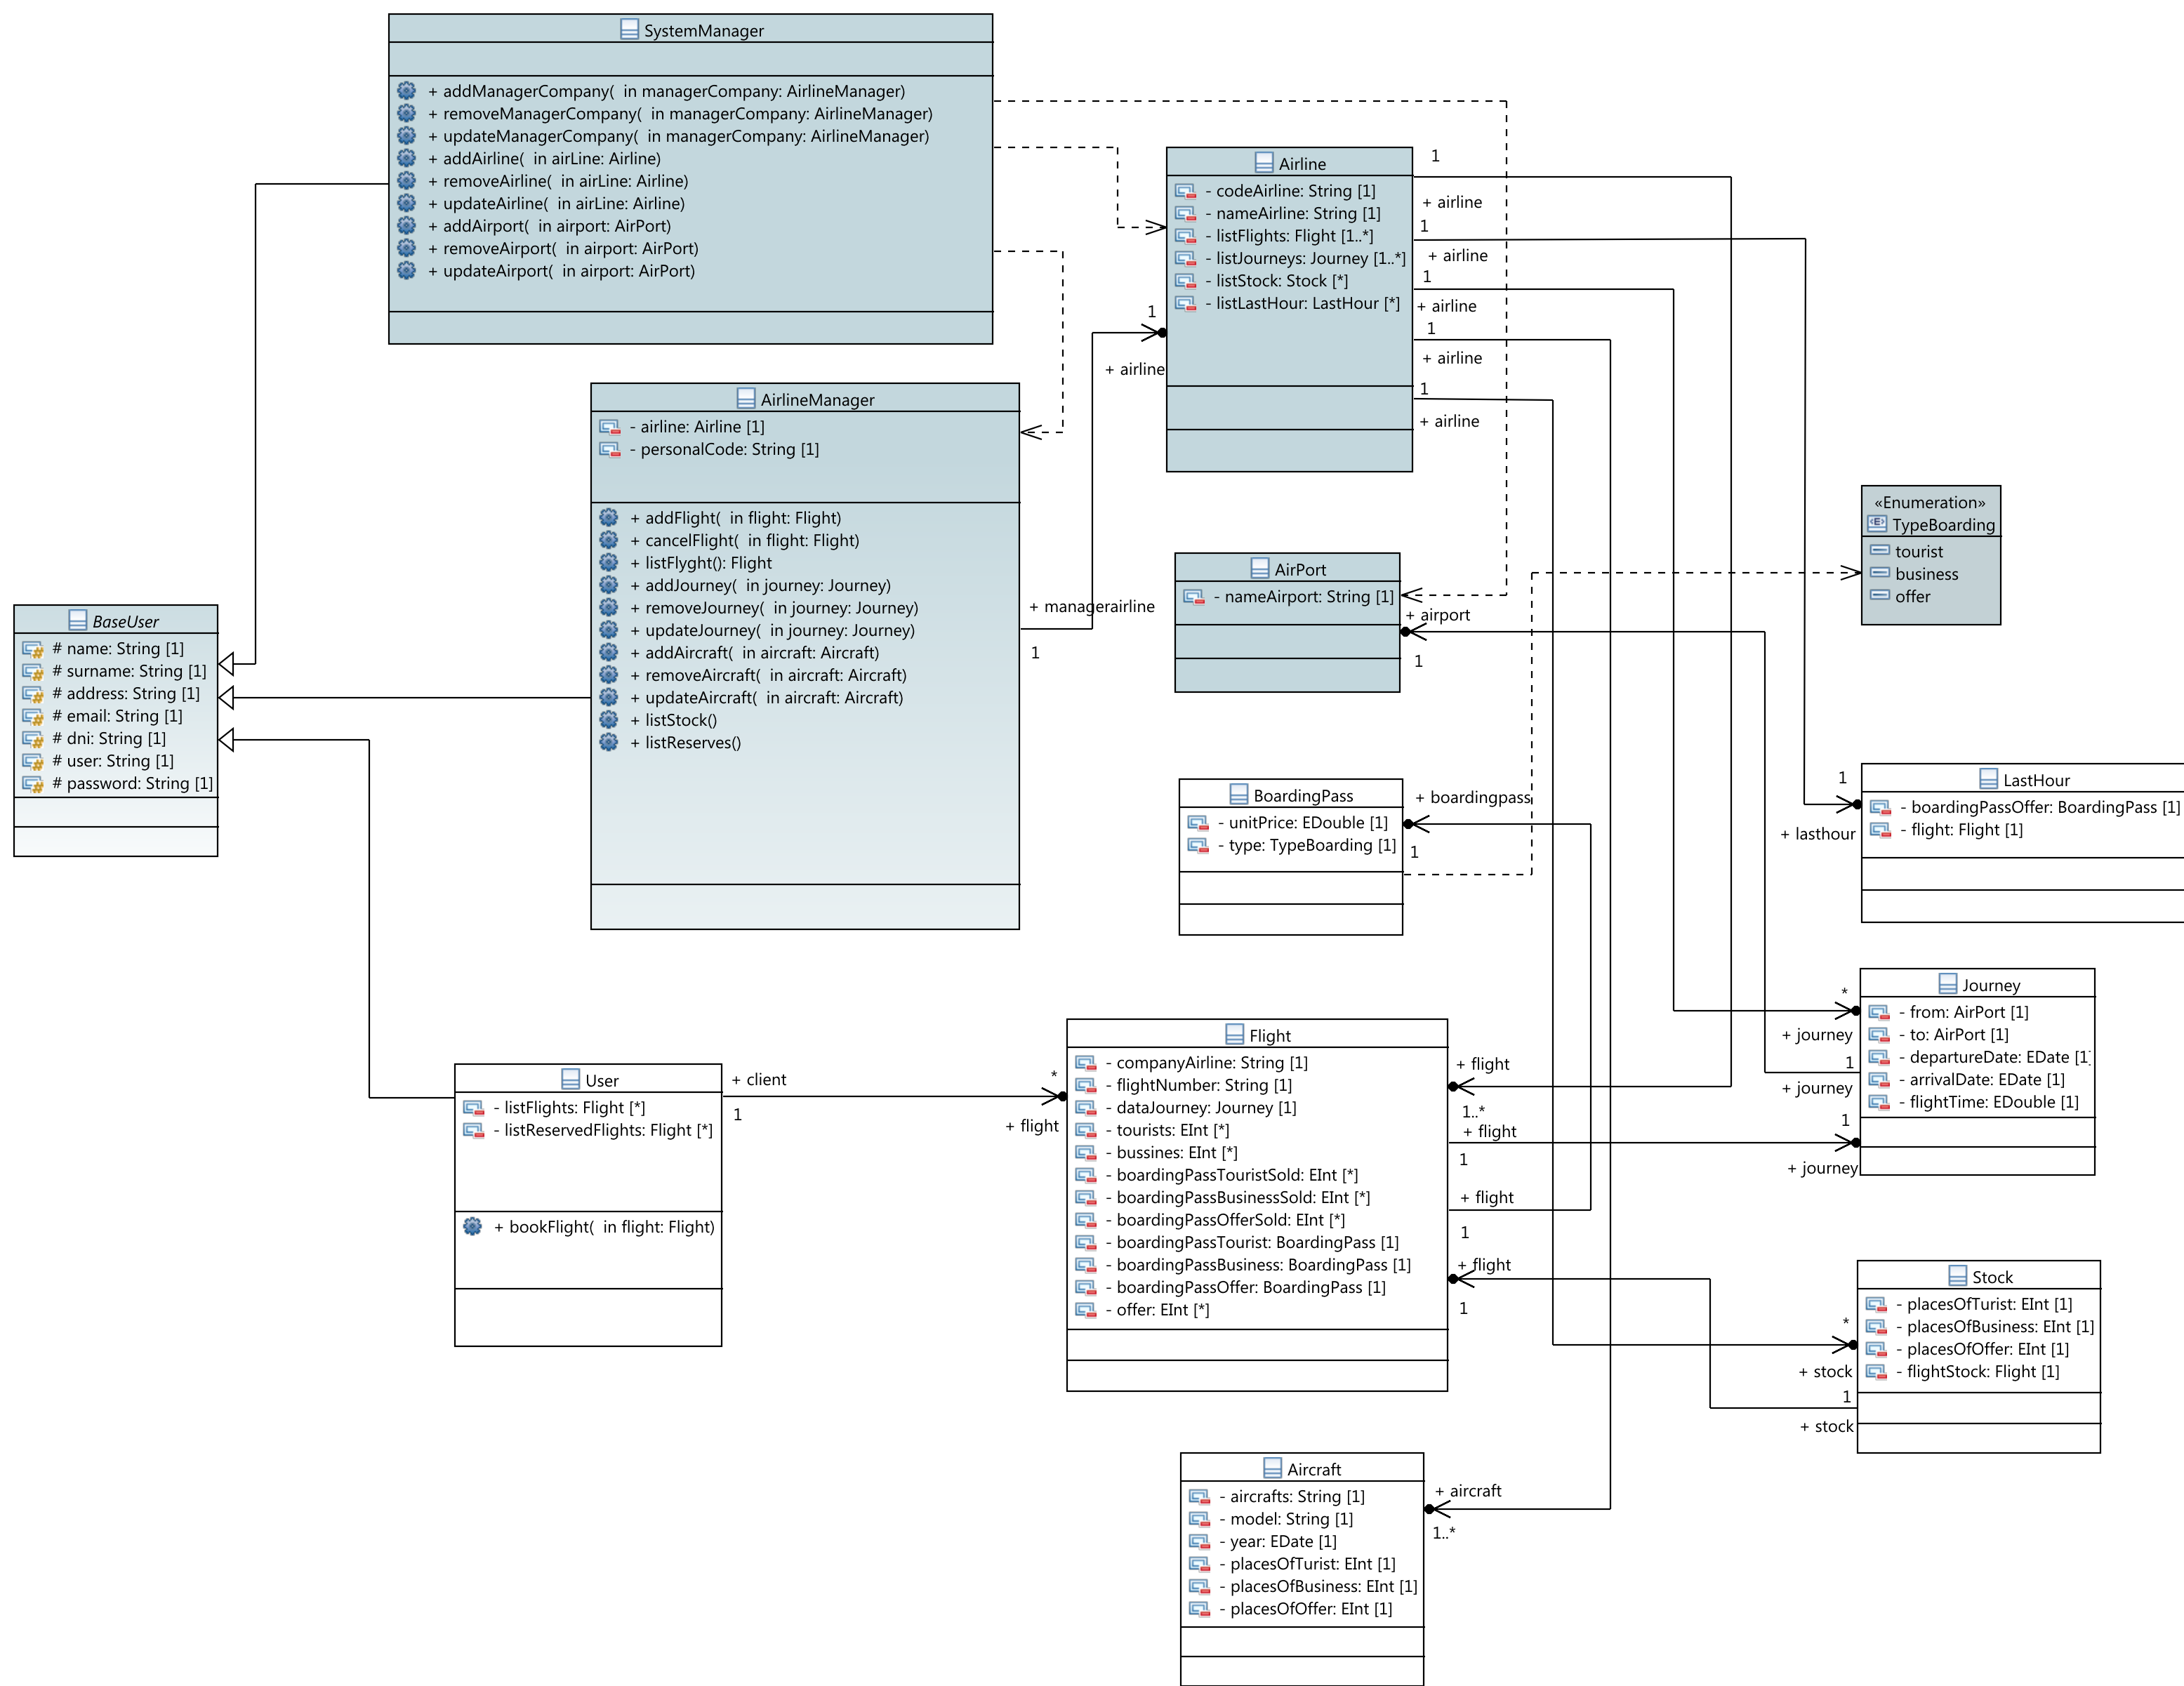 SystemManager
+ addManagerCompany(  in managerCompany: AirlineManager)
+ removeManagerCompany(  in managerCompany: AirlineManager)
+ updateManagerCompany(  in managerCompany: AirlineManager)
+ addAirline(  in airLine: Airline)
+ removeAirline(  in airLine: Airline)
+ updateAirline(  in airLine: Airline)
+ addAirport(  in airport: AirPort)
+ removeAirport(  in airport: AirPort)
+ updateAirport(  in airport: AirPort)
Airline
- codeAirline: String [1]
- nameAirline: String [1]
- listFlights: Flight [1..*]
- listJourneys: Journey [1..*]
- listStock: Stock [*]
- listLastHour: LastHour [*]
1
+ airline
1
+ airline
1
+ airline
1
+ airline
1
+ airline
1
+ airline
AirlineManager
- airline: Airline [1]
- personalCode: String [1]
+ addFlight(  in flight: Flight)
+ cancelFlight(  in flight: Flight)
+ listFlyght(): Flight
+ addJourney(  in journey: Journey)
+ removeJourney(  in journey: Journey)
+ updateJourney(  in journey: Journey)
+ addAircraft(  in aircraft: Aircraft)
+ removeAircraft(  in aircraft: Aircraft)
+ updateAircraft(  in aircraft: Aircraft)
+ listStock()
+ listReserves()
+ managerairline
1
«Enumeration»
TypeBoarding
tourist
business
offer
AirPort
- nameAirport: String [1]
+ airport
1
BaseUser
# name: String [1]
# surname: String [1]
# address: String [1]
# email: String [1]
# dni: String [1]
# user: String [1]
# password: String [1]
BoardingPass
- unitPrice: EDouble [1]
- type: TypeBoarding [1]
+ boardingpass
1
LastHour
- boardingPassOffer: BoardingPass [1]
- flight: Flight [1]
1
+ lasthour
Journey
- from: AirPort [1]
- to: AirPort [1]
- departureDate: EDate [1]
- arrivalDate: EDate [1]
- flightTime: EDouble [1]
*
+ journey
1
+ journey
1
+ journey
User
- listFlights: Flight [*]
- listReservedFlights: Flight [*]
+ bookFlight(  in flight: Flight)
+ client
1
*
+ flight
Flight
- companyAirline: String [1]
- flightNumber: String [1]
- dataJourney: Journey [1]
- tourists: EInt [*]
- bussines: EInt [*]
- boardingPassTouristSold: EInt [*]
- boardingPassBusinessSold: EInt [*]
- boardingPassOfferSold: EInt [*]
- boardingPassTourist: BoardingPass [1]
- boardingPassBusiness: BoardingPass [1]
- boardingPassOffer: BoardingPass [1]
- offer: EInt [*]
+ flight
1..*
+ flight
1
+ flight
1
+ flight
1
Stock
- placesOfTurist: EInt [1]
- placesOfBusiness: EInt [1]
- placesOfOffer: EInt [1]
- flightStock: Flight [1]
*
+ stock
1
+ stock
Aircraft
- aircrafts: String [1]
- model: String [1]
- year: EDate [1]
- placesOfTurist: EInt [1]
- placesOfBusiness: EInt [1]
- placesOfOffer: EInt [1]
+ aircraft
1..*